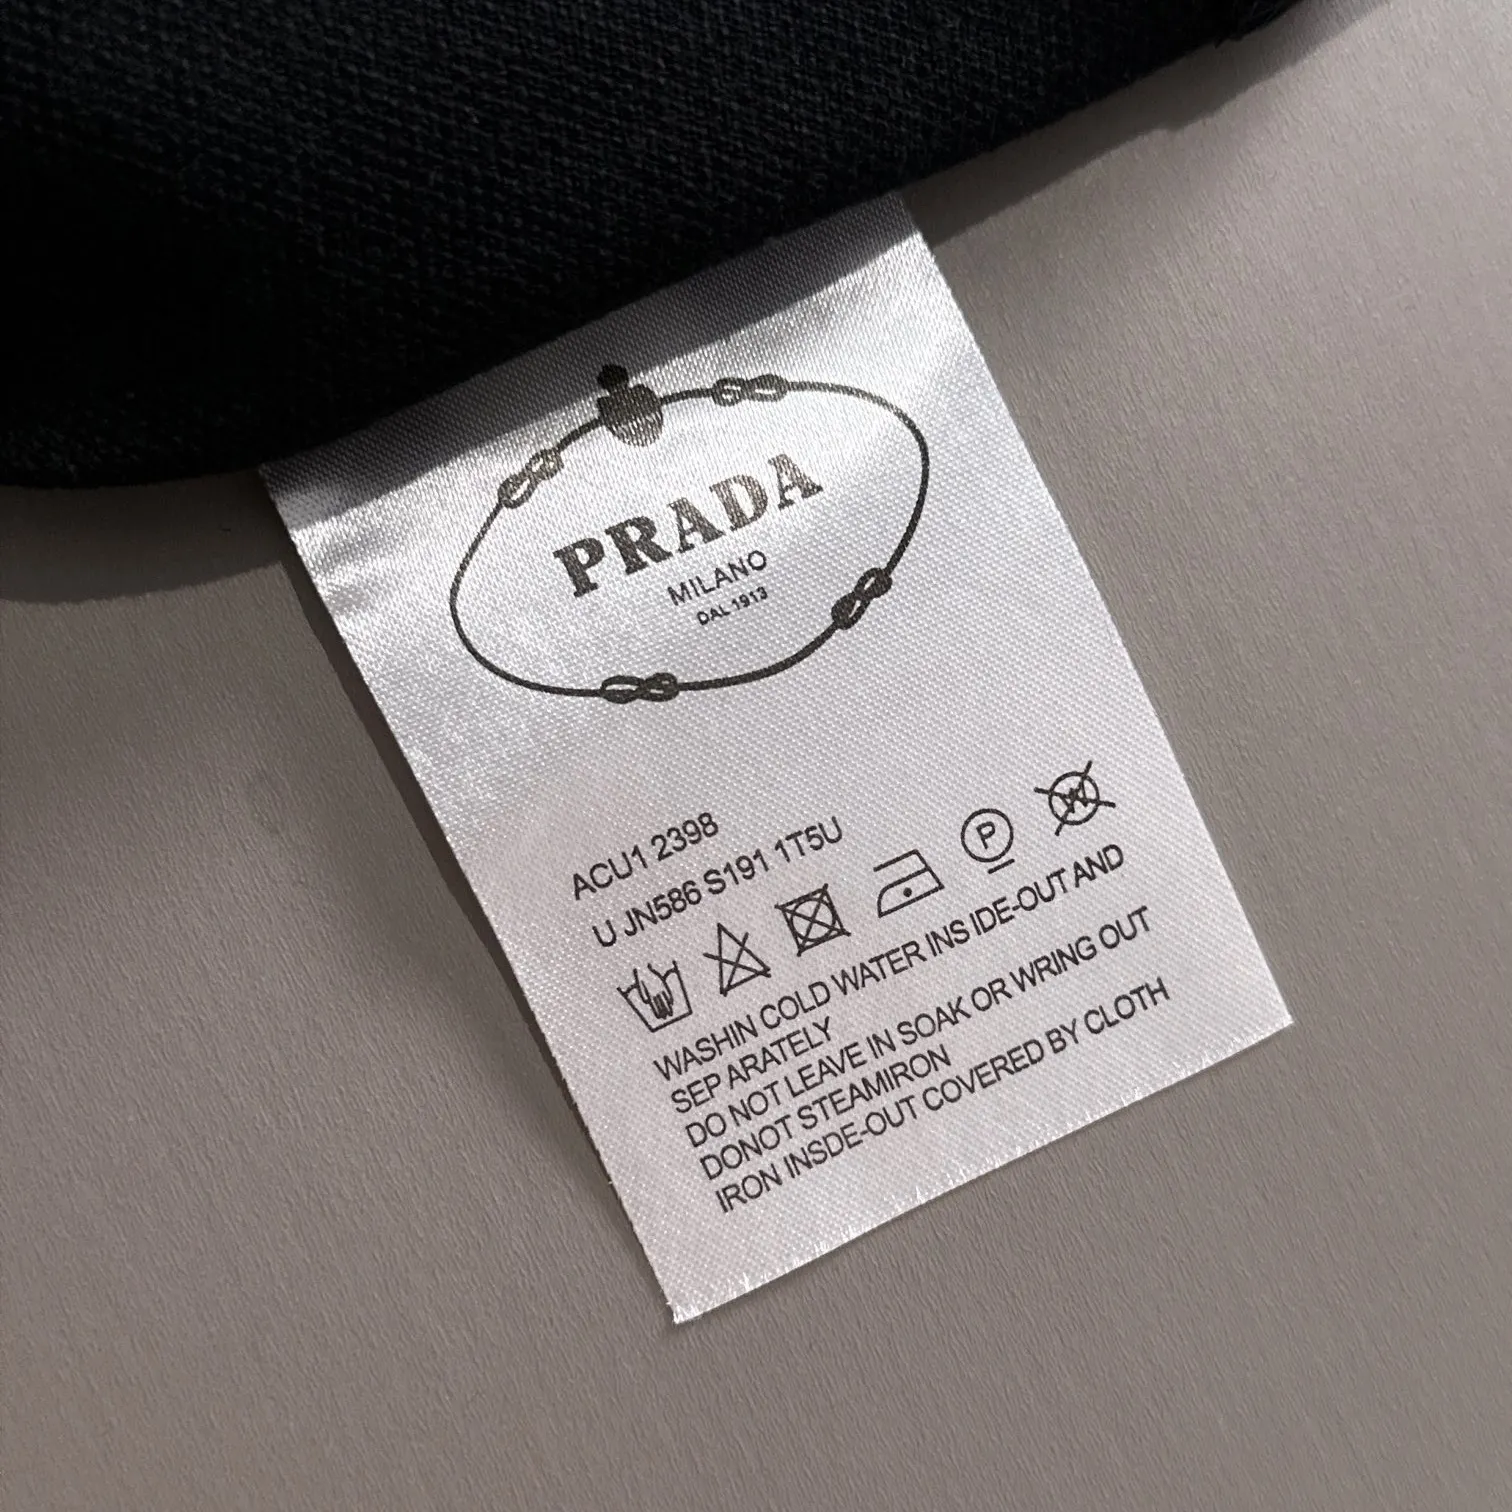 PRADA
MILANO
DAL 1913
ACU1 2398
U JN586 S191 1T5U
P
W
WASHIN COLD WATER INS IDE-OUT AND
SEP ARATELY
DO NOT LEAVE IN SOAK OR WRING OUT
DONOT STEAMIRON
IRON INSDE-OUT COVERED BY CLOTH